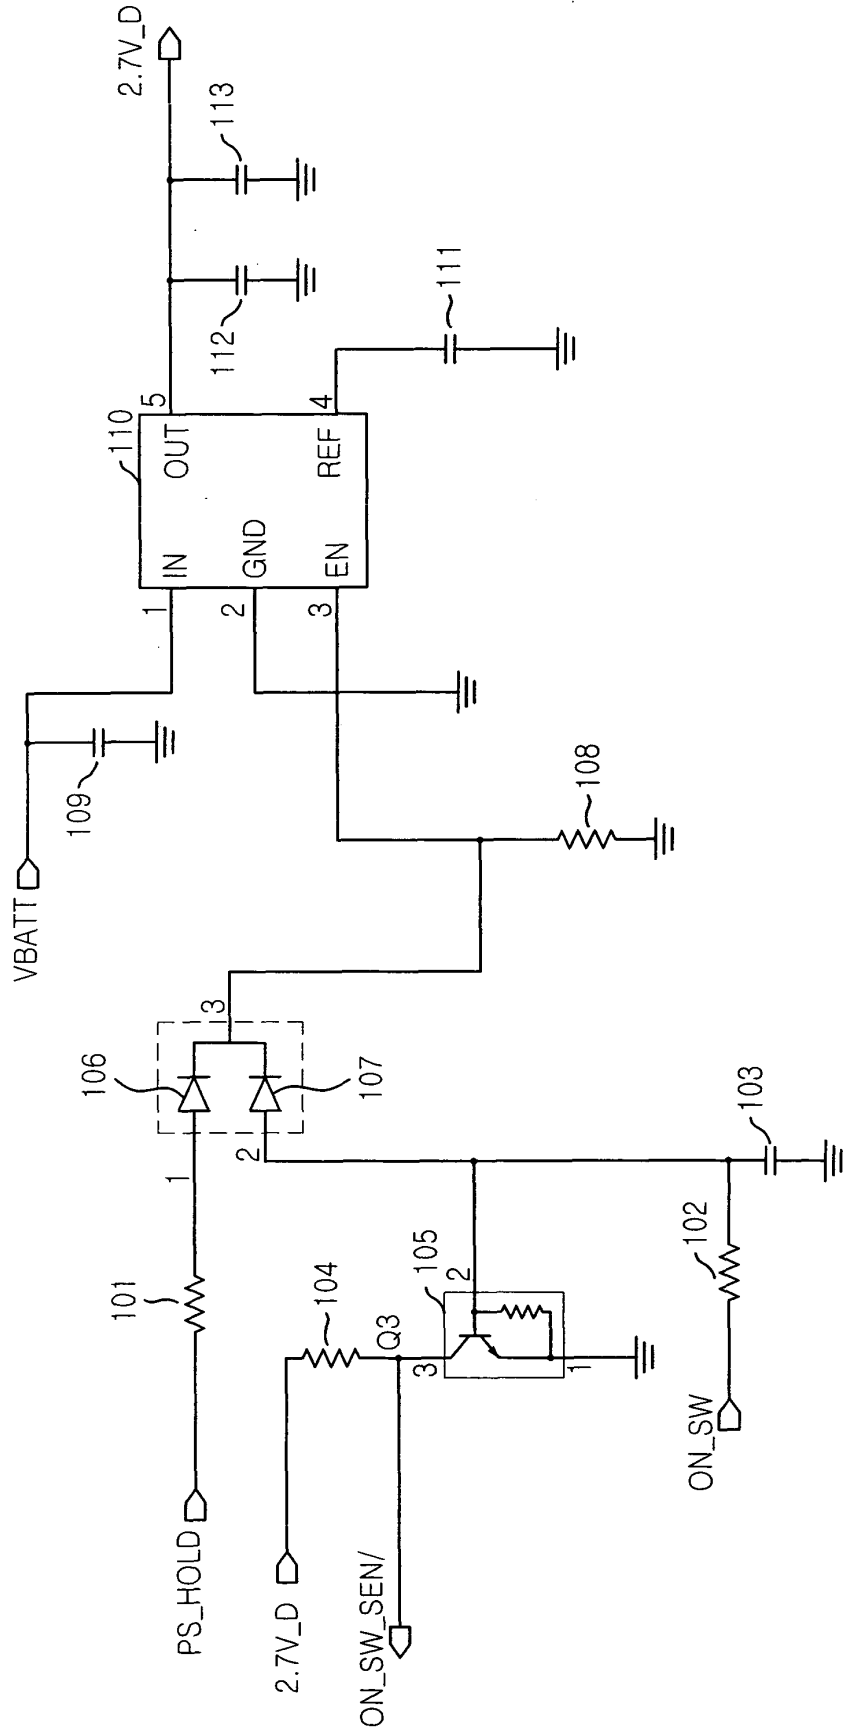 2.7V_D
113
112
111
110
5
OUT
4
REF
IN
GND
EN
1
2
3
109
VBATT
108
3
106
107
1
2
103
102
101
104
Q3
105
2
3
1
PS_HOLD
2.7V_D
ON_SW_SEN/
ON_SW